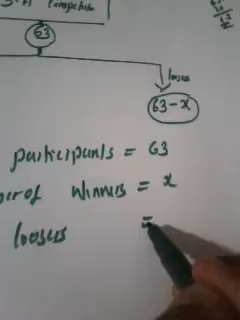 63
losses
63-x
participants = 63
of winners = x
loosers =